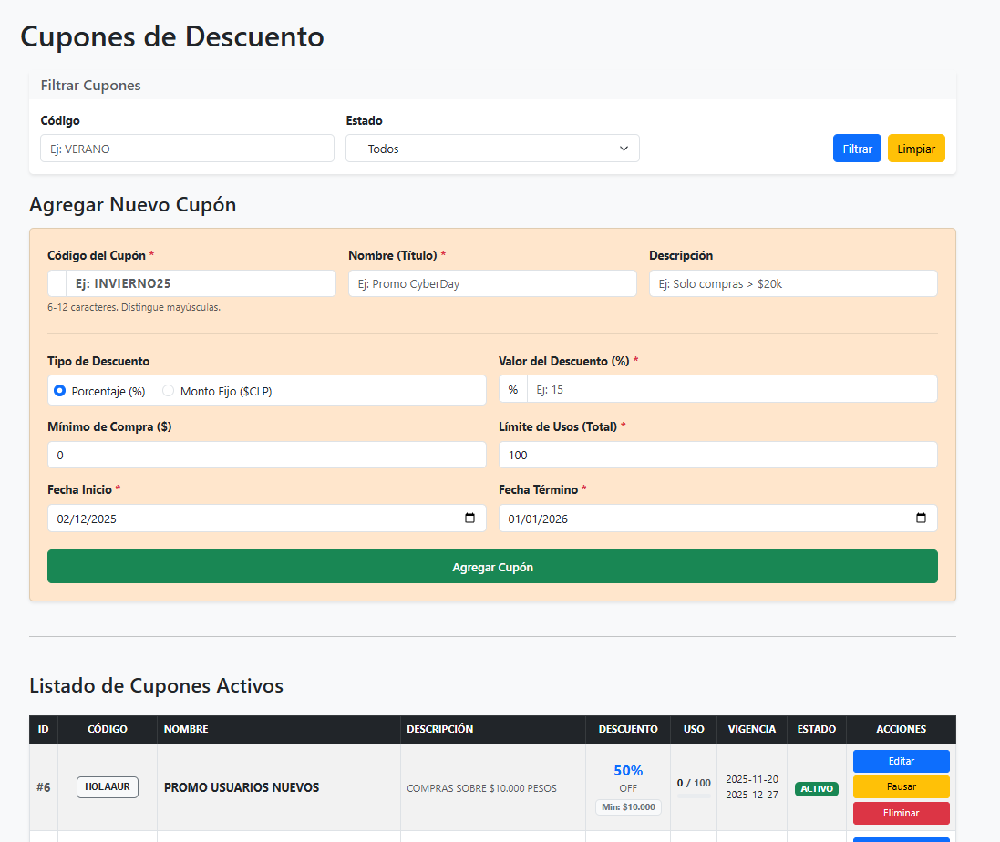 Cupones de Descuento
Filtrar Cupones
Código Estado
Ej: VERANO -- Todos -- Filtrar Limpiar
Agregar Nuevo Cupón
Código del Cupón * Nombre (Título) * Descripción
Ej: INVIERNO25 Ej: Promo CyberDay Ej: Solo compras > $20k
6-12 caracteres. Distingue mayúsculas.
Tipo de Descuento Valor del Descuento (%) *
Porcentaje (%) Monto Fijo ($CLP) % Ej: 15
Mínimo de Compra ($) Límite de Usos (Total) *
0 100
Fecha Inicio * Fecha Término *
02/12/2025 01/01/2026
Agregar Cupón
Listado de Cupones Activos
ID CÓDIGO NOMBRE DESCRIPCIÓN DESCUENTO USO VIGENCIA ESTADO ACCIONES
#6 HOLAAUR PROMO USUARIOS NUEVOS COMPRAS SOBRE $10.000 PESOS 50% OFF Min: $10.000 0 / 100 2025-11-20 2025-12-27 ACTIVO Editar Pausar Eliminar